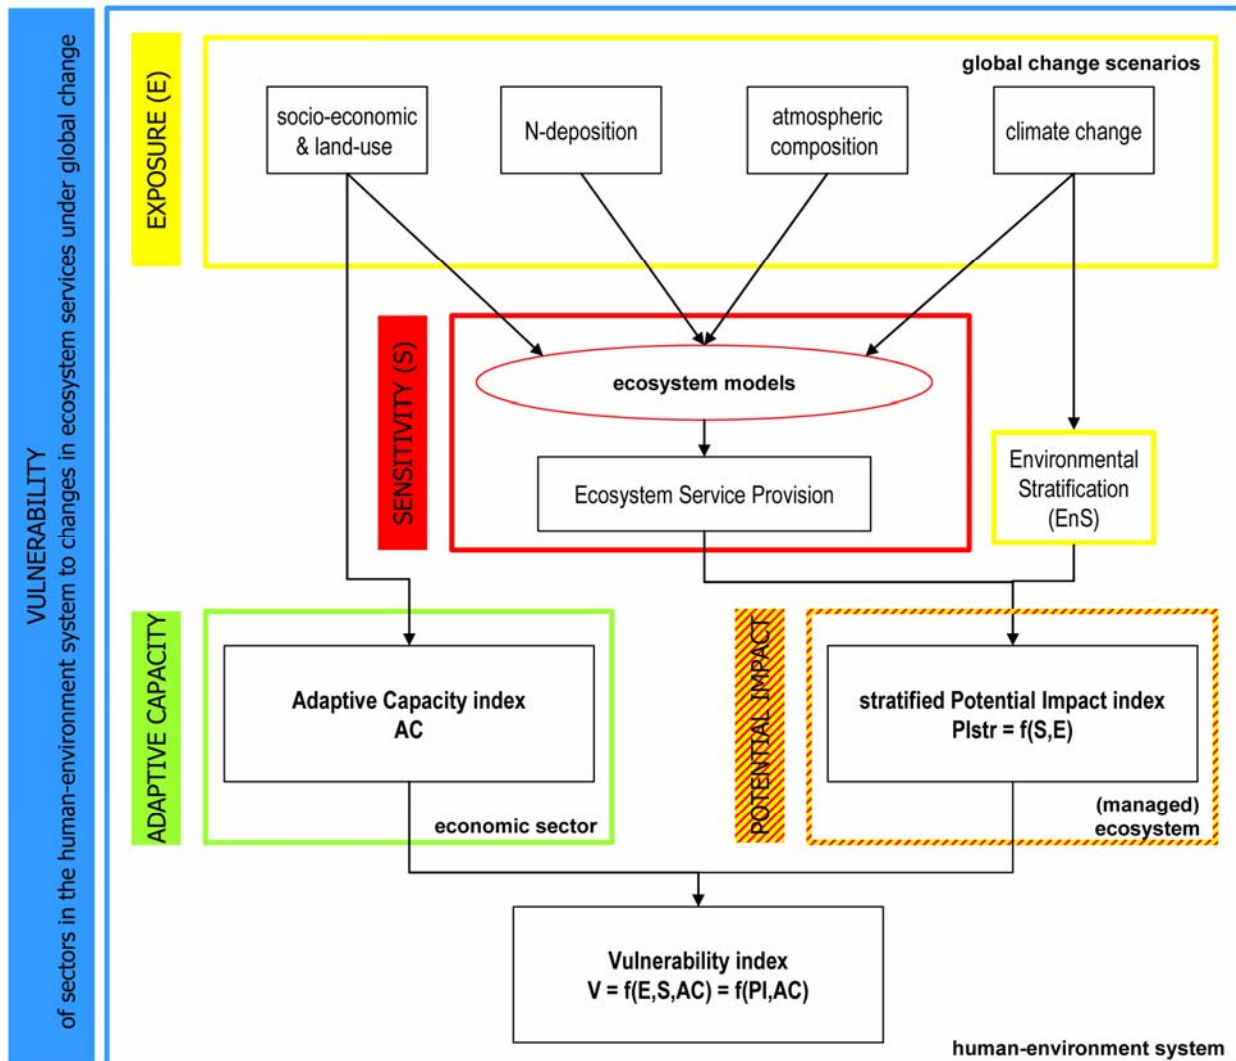 VULNERABILITY
of sectors in the human-environment system to changes in ecosystem services under global change
EXPOSURE (E)
global change scenarios
socio-economic
& land-use
N-deposition
atmospheric
composition
climate change
SENSITIVITY (S)
ecosystem models
Ecosystem Service Provision
Environmental
Stratification
(EnS)
ADAPTIVE CAPACITY
Adaptive Capacity index
AC
economic sector
POTENTIAL IMPACT
stratified Potential Impact index
PIstr = f(S,E)
(managed)
ecosystem
Vulnerability index
V = f(E,S,AC) = f(PI,AC)
human-environment system